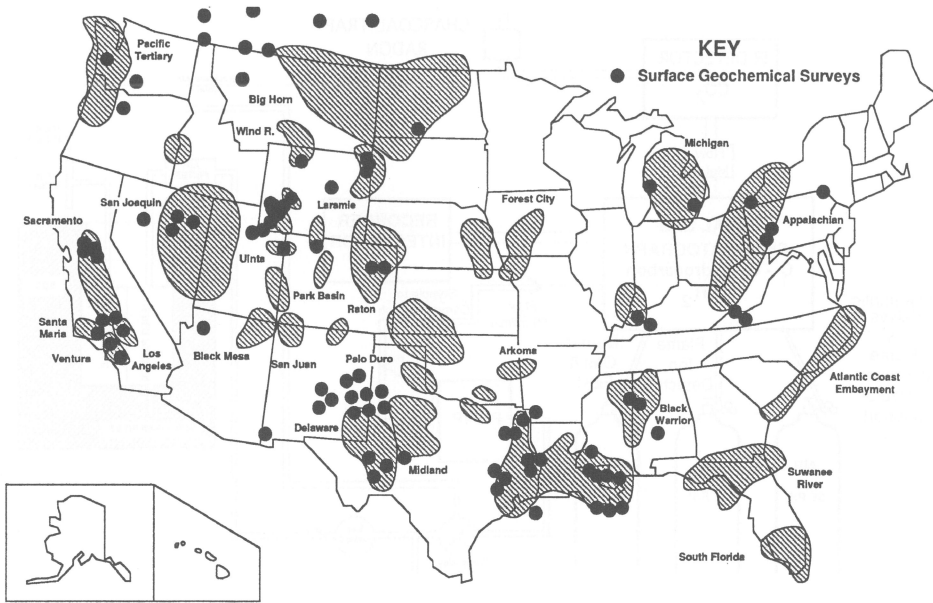 KEY
Surface Geochemical Surveys
Pacific
Tertiary
Big Horn
Wind R.
Michigan
San Joaquin
Laramie
Forest City
Sacramento
Appalachian
Uinta
Park Basin
Raton
Santa
Maria
Ventura
Los
Angeles
Black Mesa
San Juan
Palo Duro
Arkoma
Atlantic Coast
Embayment
Delaware
Black
Warrior
Midland
Suwanee
River
South Florida